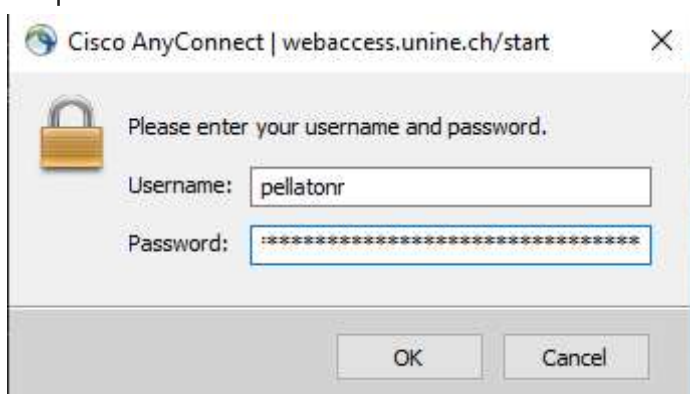 Cisco AnyConnect | webaccess.unine.ch/start
Please enter your username and password.
Username: pellatonr
Password: ********************************
OK Cancel